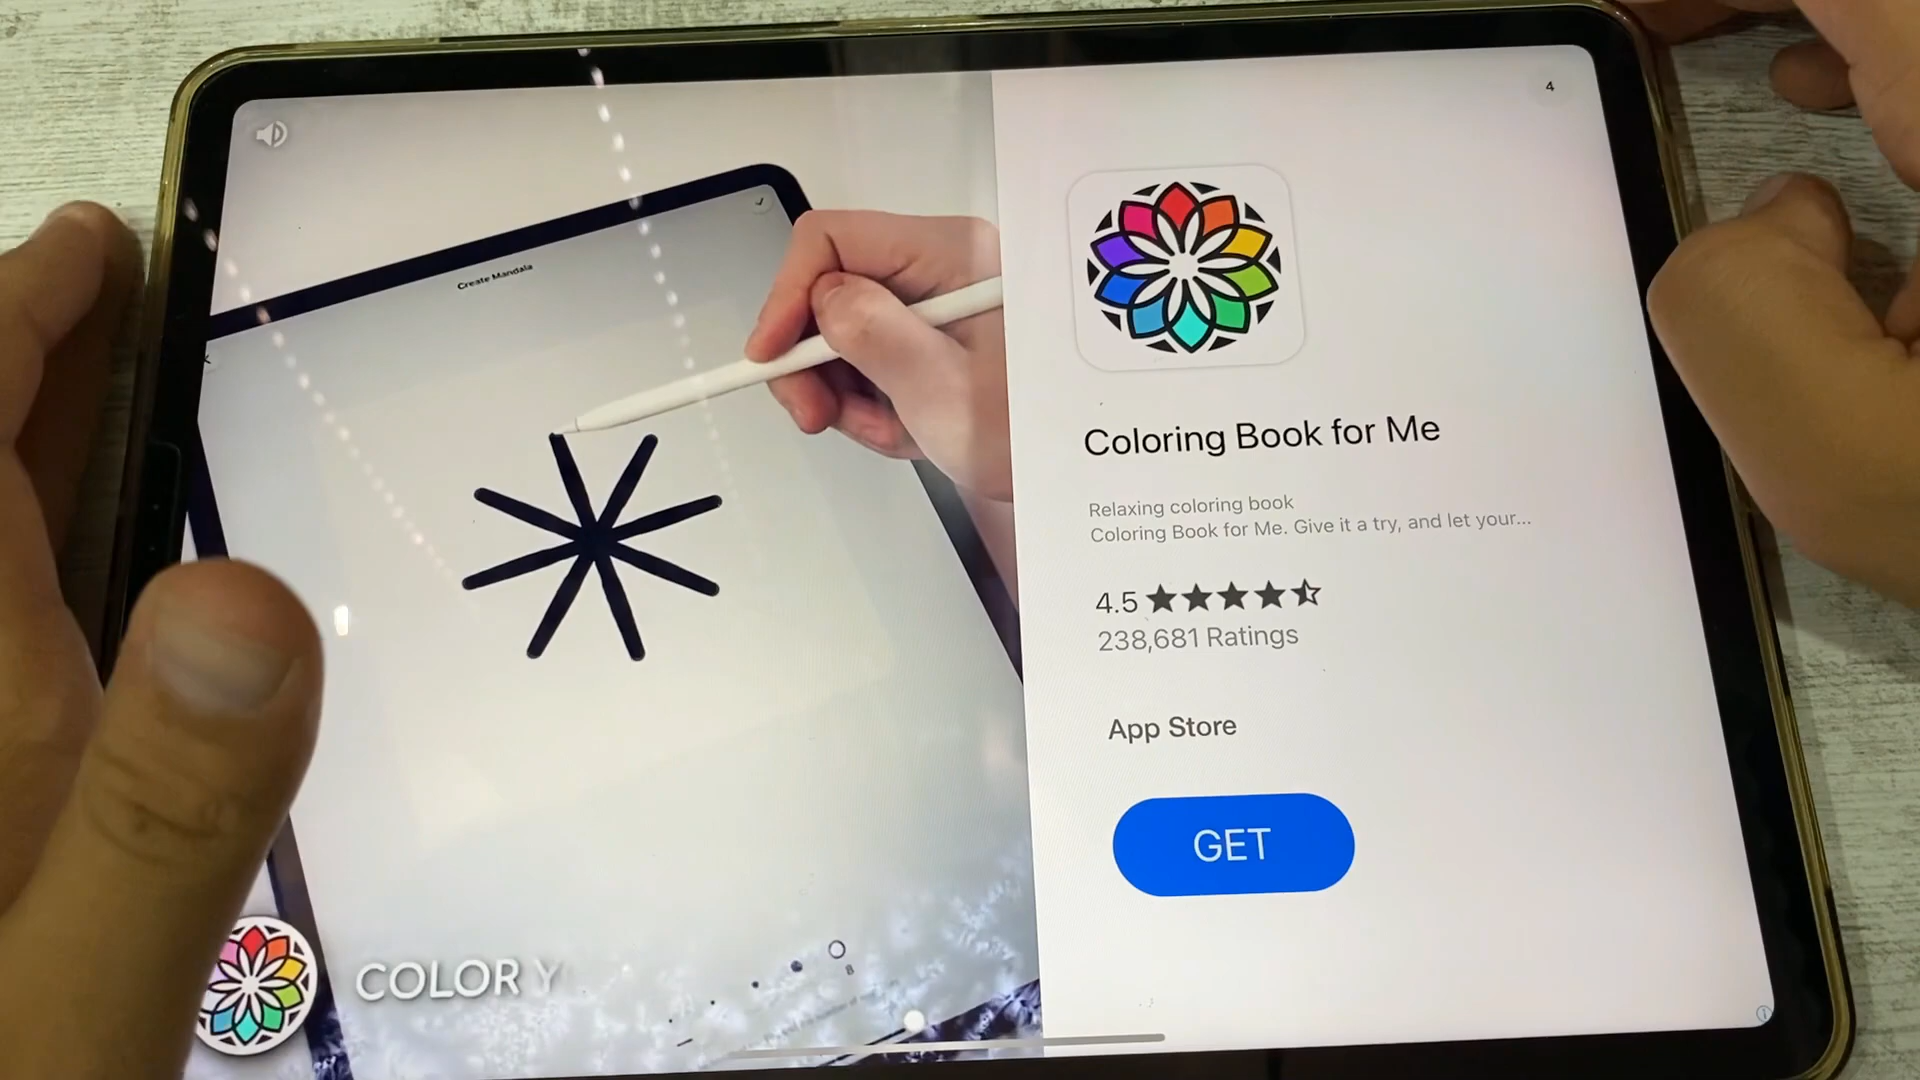 4
Create Mandala
Coloring Book for Me
Relaxing coloring book
Coloring Book for Me. Give it a try, and let your...
4.5
238,681 Ratings
App Store
GET
COLOR Y
8